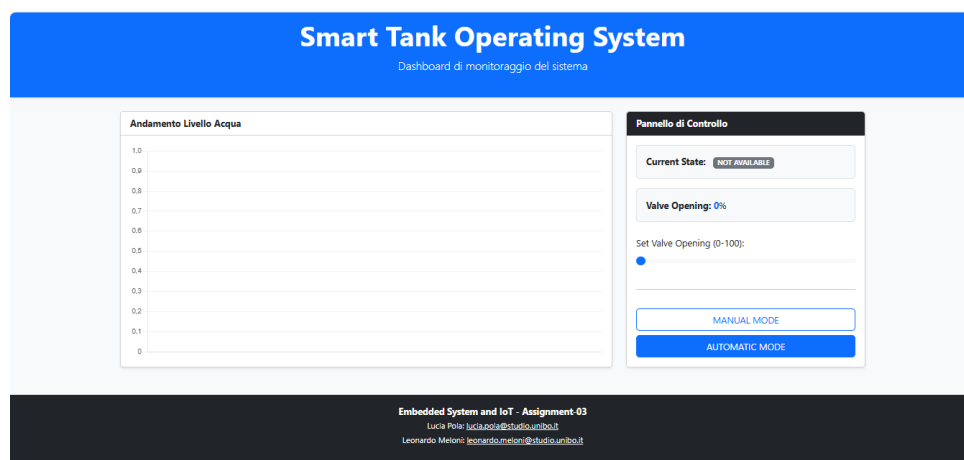 Smart Tank Operating System
Dashboard di monitoraggio del sistema
Andamento Livello Acqua
1,0
0,9
0,8
0,7
0,6
0,5
0,4
0,3
0,2
0,1
0
Pannello di Controllo
Current State: NOT AVAILABLE
Valve Opening: 0%
Set Valve Opening (0-100):
MANUAL MODE
AUTOMATIC MODE
Embedded System and IoT - Assignment-03
Lucia Pola: lucia.pola@studio.unibo.it
Leonardo Meloni: leonardo.meloni@studio.unibo.it